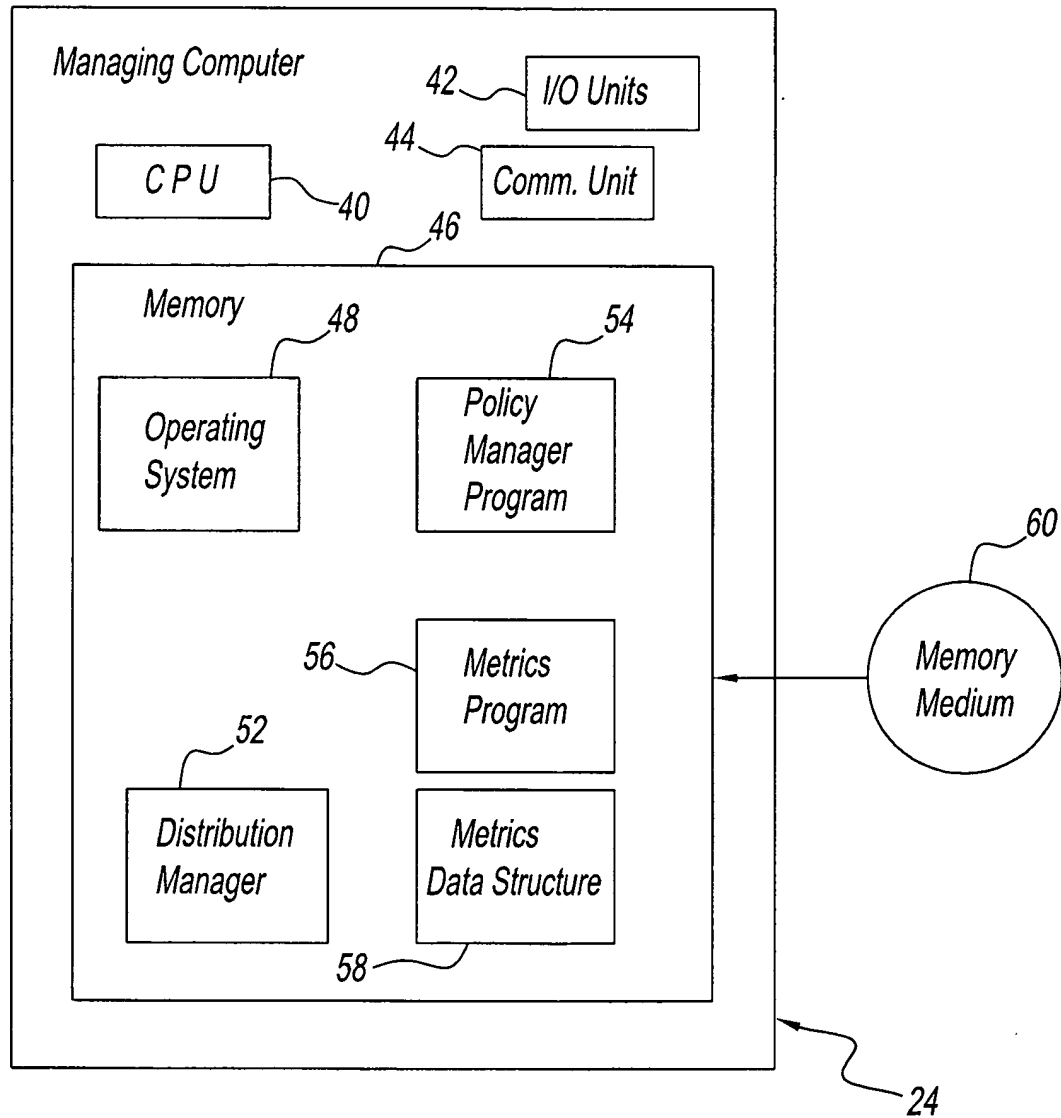 Managing Computer
42
I/O Units
44
CPU
40
Comm. Unit
46
Memory
48
54
Operating
System
Policy
Manager
Program
60
56
Metrics
Program
Memory
Medium
52
Distribution
Manager
Metrics
Data Structure
58
24